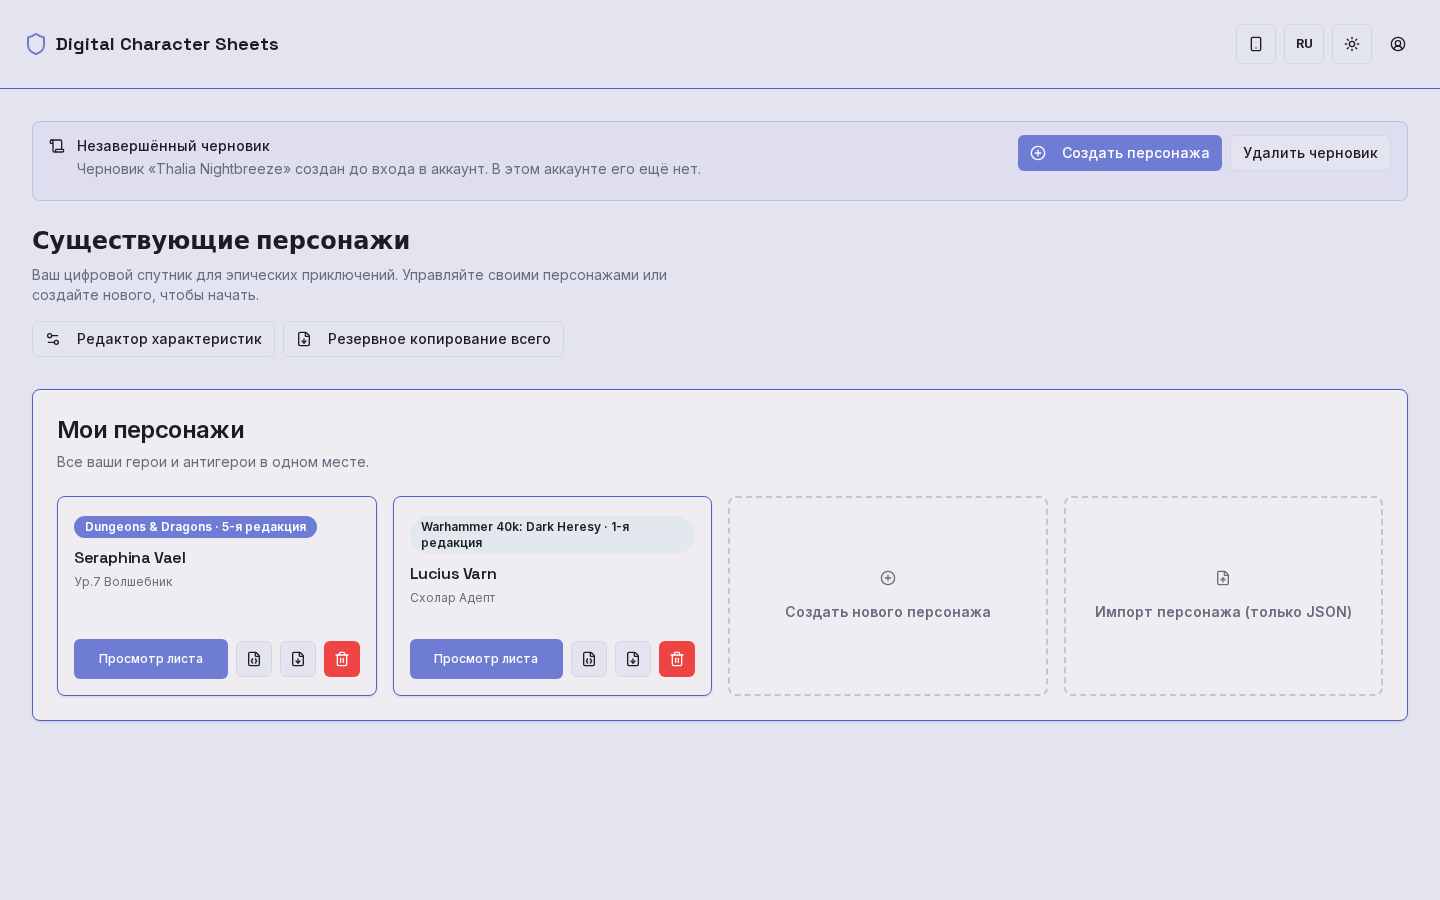 Digital Character Sheets
RU
Незавершённый черновик
Черновик «Thalia Nightbreeze» создан до входа в аккаунт. В этом аккаунте его ещё нет.
Создать персонажа
Удалить черновик
Существующие персонажи
Ваш цифровой спутник для эпических приключений. Управляйте своими персонажами или
создайте нового, чтобы начать.
Редактор характеристик
Резервное копирование всего
Мои персонажи
Все ваши герои и антигерои в одном месте.
Dungeons & Dragons · 5-я редакция
Seraphina Vael
Ур.7 Волшебник
Просмотр листа
Warhammer 40k: Dark Heresy · 1-я
редакция
Lucius Varn
Схолар Адепт
Просмотр листа
Создать нового персонажа
Импорт персонажа (только JSON)